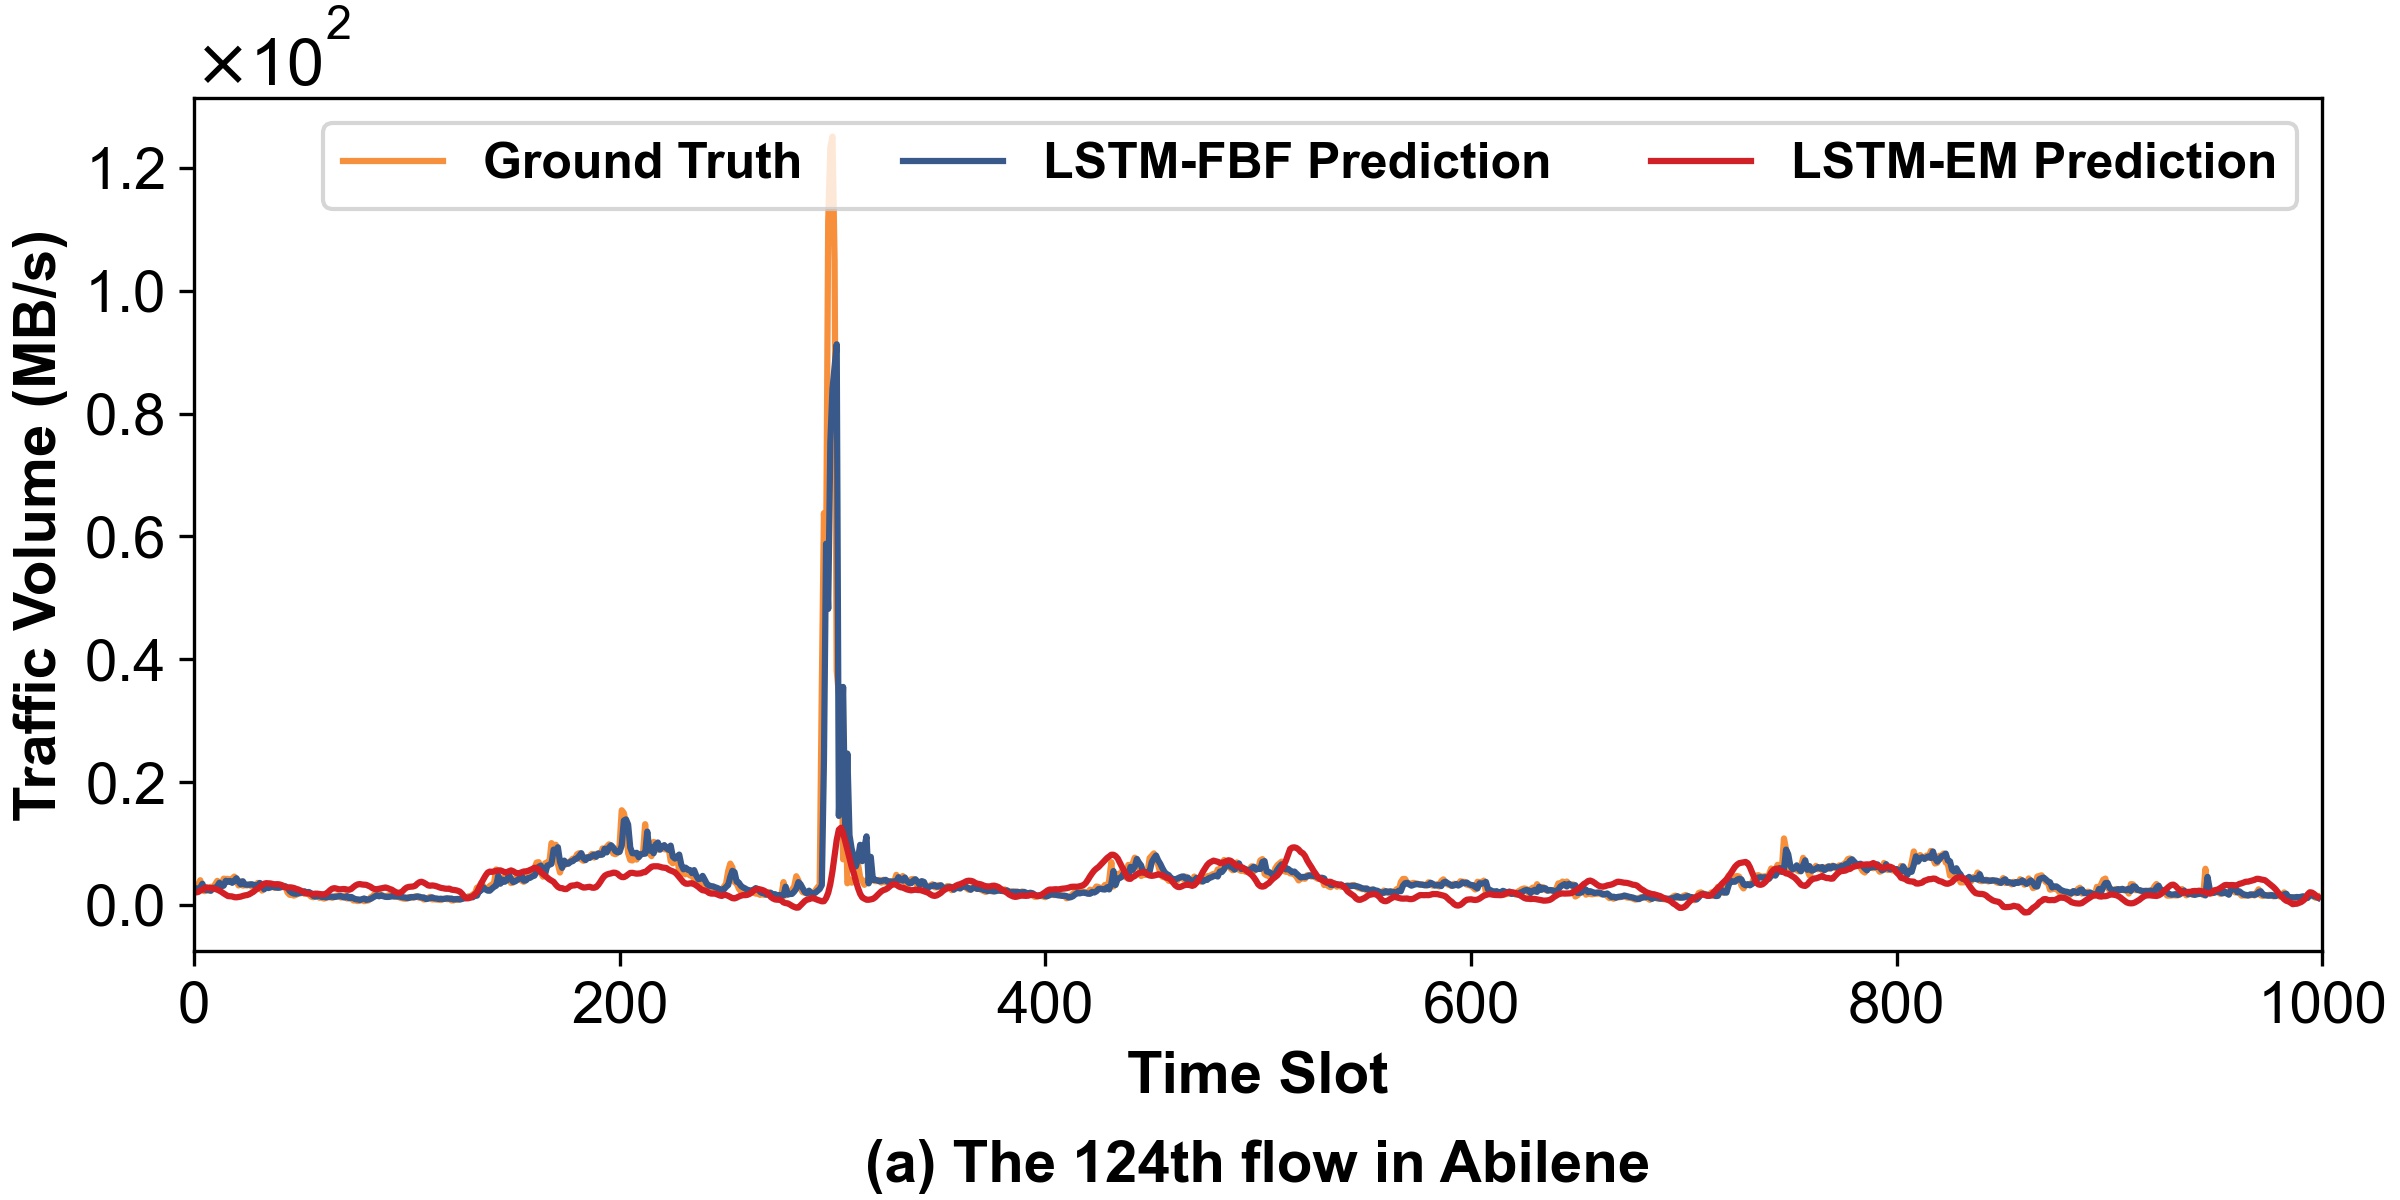 ×10²
Ground Truth LSTM-FBF Prediction LSTM-EM Prediction
1.2
1.0
0.8
0.6
0.4
0.2
0.0
Traffic Volume (MB/s)
0 200 400 600 800 1000
Time Slot
(a) The 124th flow in Abilene